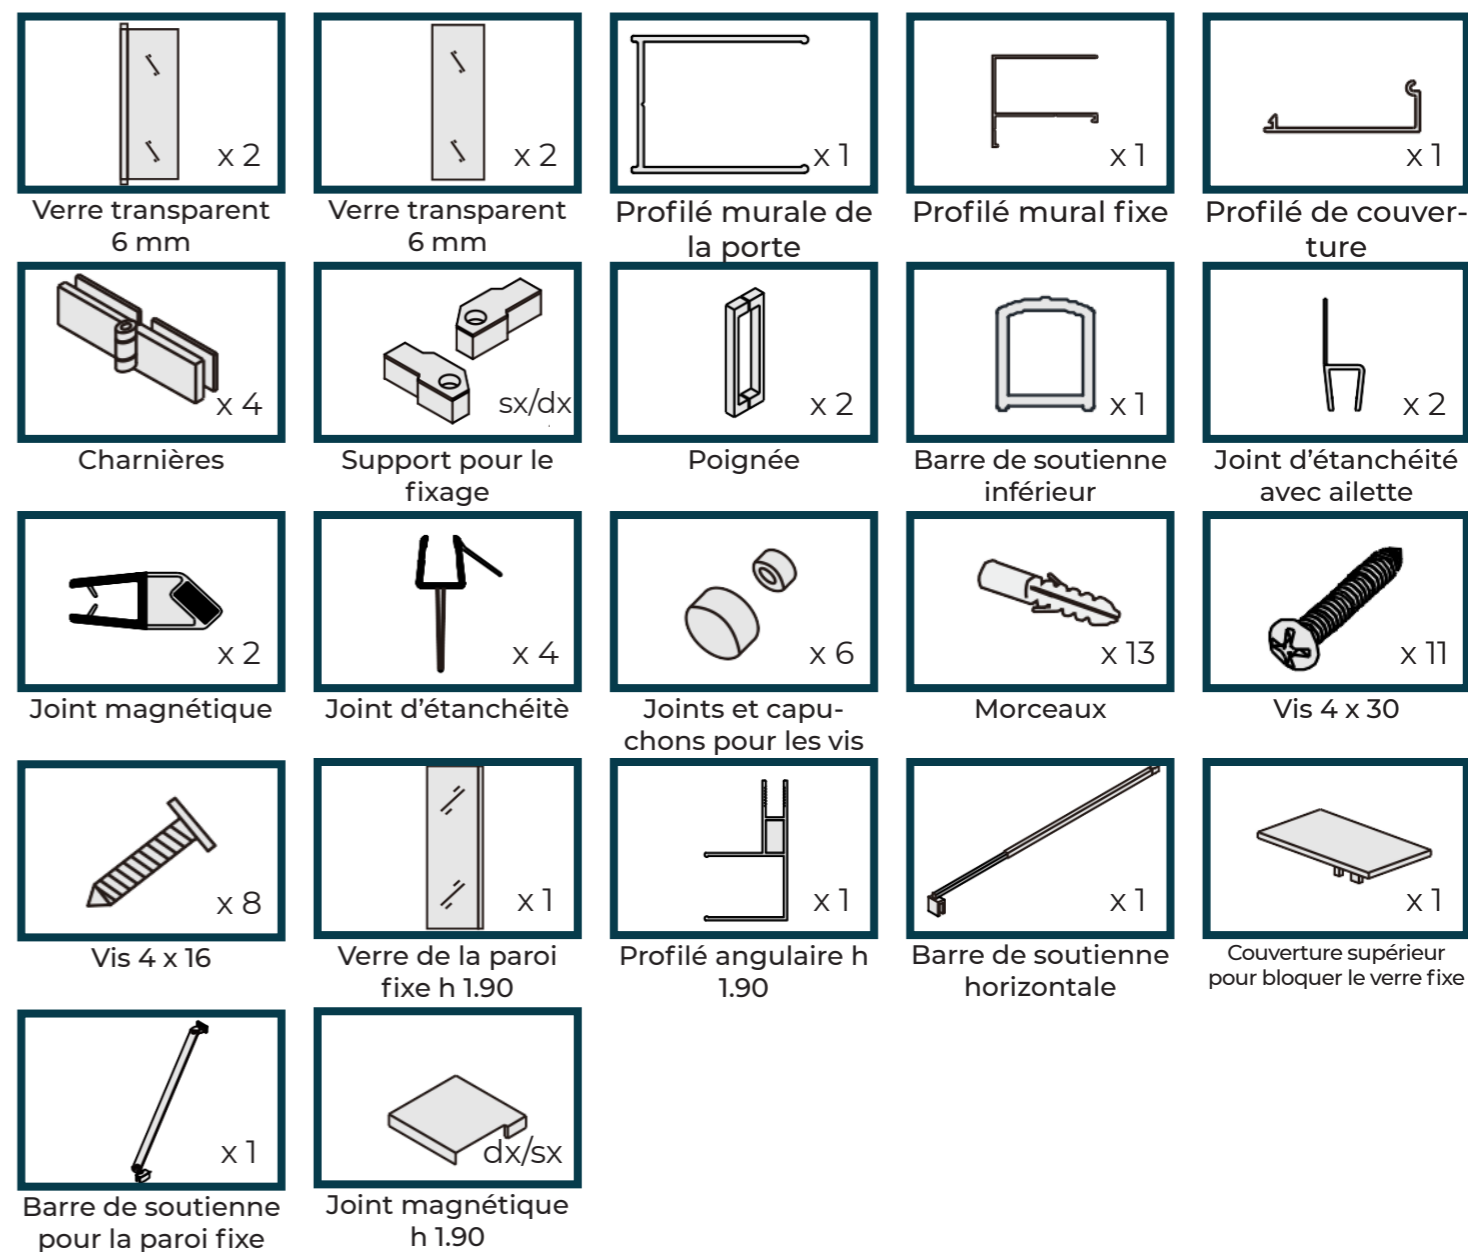 x 2
Verre transparent
6 mm
x 2
Verre transparent
6 mm
x 1
Profilé murale de
la porte
x 1
Profilé mural fixe
x 1
Profilé de couver-
ture
x 4
Charnières
sx/dx
Support pour le
fixage
x 2
Poignée
x 1
Barre de soutienne
inférieur
x 2
Joint d’étanchéité
avec ailette
x 2
Joint magnétique
x 4
Joint d’étanchéitè
x 6
Joints et capu-
chons pour les vis
x 13
Morceaux
x 11
Vis 4 x 30
x 8
Vis 4 x 16
x 1
Verre de la paroi
fixe h 1.90
x 1
Profilé angulaire h
1.90
x 1
Barre de soutienne
horizontale
x 1
Couverture supérieur
pour bloquer le verre fixe
x 1
Barre de soutienne
pour la paroi fixe
dx/sx
Joint magnétique
h 1.90